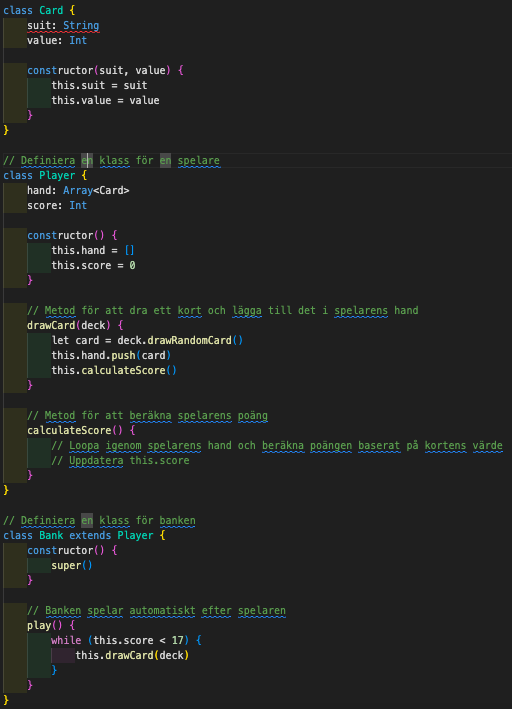 class Card {
    suit: String
    value: Int

    constructor(suit, value) {
        this.suit = suit
        this.value = value
    }
}

// Definiera en klass för en spelare
class Player {
    hand: Array<Card>
    score: Int

    constructor() {
        this.hand = []
        this.score = 0
    }

    // Metod för att dra ett kort och lägga till det i spelarens hand
    drawCard(deck) {
        let card = deck.drawRandomCard()
        this.hand.push(card)
        this.calculateScore()
    }

    // Metod för att beräkna spelarens poäng
    calculateScore() {
        // Loopa igenom spelarens hand och beräkna poängen baserat på kortens värde
        // Uppdatera this.score
    }
}

// Definiera en klass för banken
class Bank extends Player {
    constructor() {
        super()
    }

    // Banken spelar automatiskt efter spelaren
    play() {
        while (this.score < 17) {
            this.drawCard(deck)
        }
    }
}